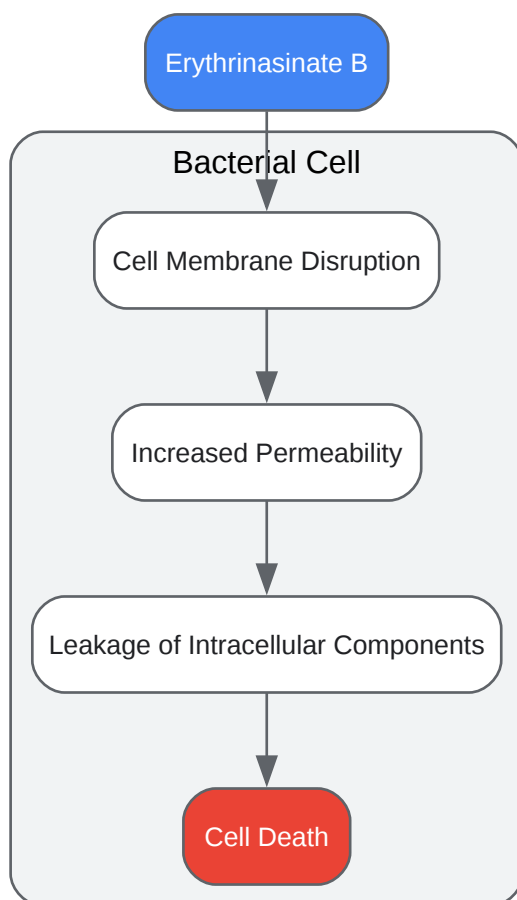 Erythrinasinate B
Bacterial Cell
Cell Membrane Disruption
Increased Permeability
Leakage of Intracellular Components
Cell Death